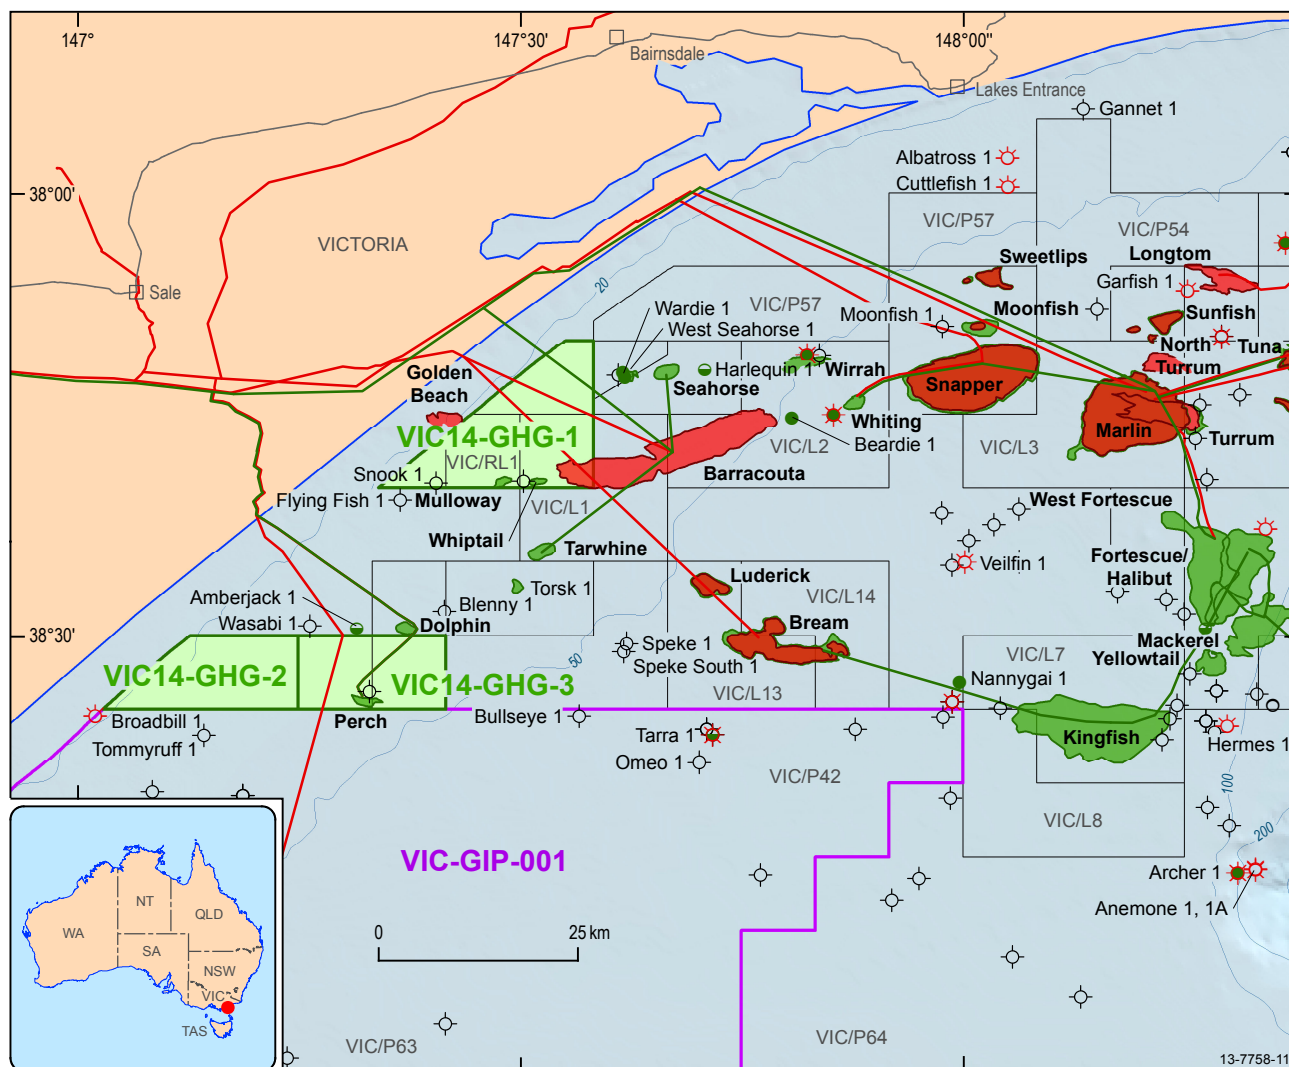 147°
147°30'
148°00'
Bairnsdale
Lakes Entrance
Gannet 1
Albatross 1
Cuttlefish 1
38°00'
VICTORIA
VIC/P57
VIC/P54
Sweetlips
Longtom
Garfish 1
Sale
20
Wardie 1
VIC/P57
Moonfish
Sunfish
West Seahorse 1
Moonfish 1
North
Turrum
Tuna
Golden
Beach
Harlequin 1
Wirrah
Seahorse
Snapper
VIC14-GHG-1
Whiting
Beardie 1
VIC/L2
VIC/L3
Marlin
Turrum
VIC/RL1
Barracouta
Snook 1
Flying Fish 1
Mulloway
VIC/L1
West Fortescue
Whiptail
Tarwhine
Fortescue/
Halibut
Veilfin 1
Luderick
Torsk 1
VIC/L14
Amberjack 1
Blenny 1
Wasabi 1
Dolphin
Bream
Speke 1
Speke South 1
50
Mackerel
Yellowtail
VIC/L7
VIC14-GHG-2
VIC14-GHG-3
Nannygai 1
VIC/L13
Broadbill 1
Perch
Bullseye 1
Tommyruff 1
Tarra 1
Kingfish
Hermes 1
Omeo 1
VIC/P42
100
VIC/L8
200
VIC-GIP-001
Archer 1
Anemone 1, 1A
0
25 km
NT
QLD
WA
SA
NSW
VIC
TAS
VIC/P63
VIC/P64
13-7758-11
38°30'